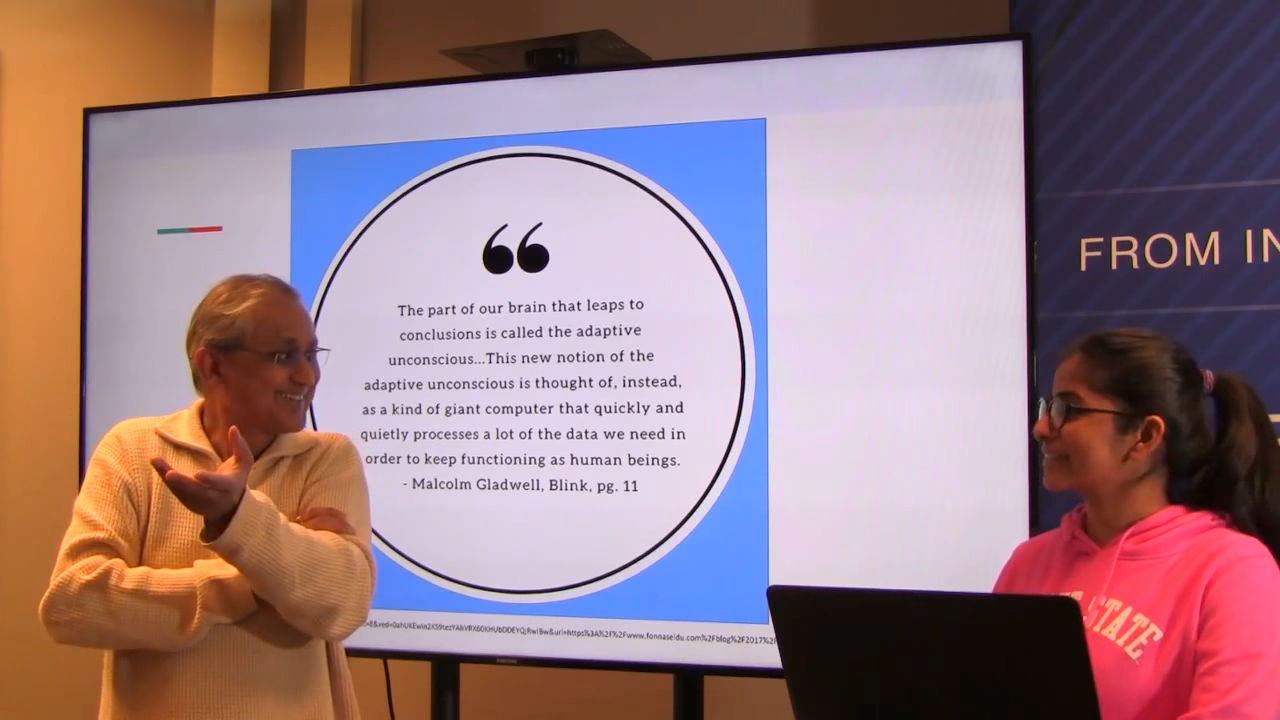 ❝
The part of our brain that leaps to
conclusions is called the adaptive
unconscious...This new notion of the
adaptive unconscious is thought of, instead,
as a kind of giant computer that quickly and
quietly processes a lot of the data we need in
order to keep functioning as human beings.
- Malcolm Gladwell, Blink, pg. 11
FROM IN
STATE